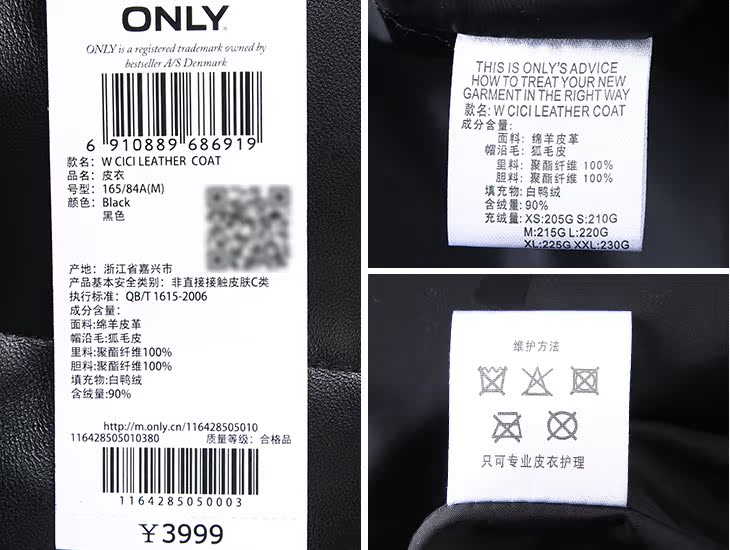 ONLY
ONLY is a registered trademark owned by
bestseller A/S Denmark
6 910889 686919
款名: W CICI LEATHER COAT
品名: 皮衣
号型: 165/84A(M)
颜色: Black
黑色
产地: 浙江省嘉兴市
产品基本安全类别: 非直接接触皮肤C类
执行标准: QB/T 1615-2006
成分含量:
面料:绵羊皮革
帽沿毛:狐毛皮
里料:聚酯纤维100%
胆料:聚酯纤维100%
填充物:白鸭绒
含绒量:90%
http://m.only.cn/116428505010
116428505010380 质量等级: 合格品
1164285050003
￥3999
THIS IS ONLY'S ADVICE
HOW TO TREAT YOUR NEW
GARMENT IN THE RIGHT WAY
款名: W CICI LEATHER COAT
成分含量:
面料: 绵羊皮革
帽沿毛: 狐毛皮
里料: 聚酯纤维 100%
胆料: 聚酯纤维 100%
填充物: 白鸭绒
含绒量: 90%
充绒量: XS:205G S:210G
M:215G L:220G
XL:225G XXL:230G
维护方法
只可专业皮衣护理